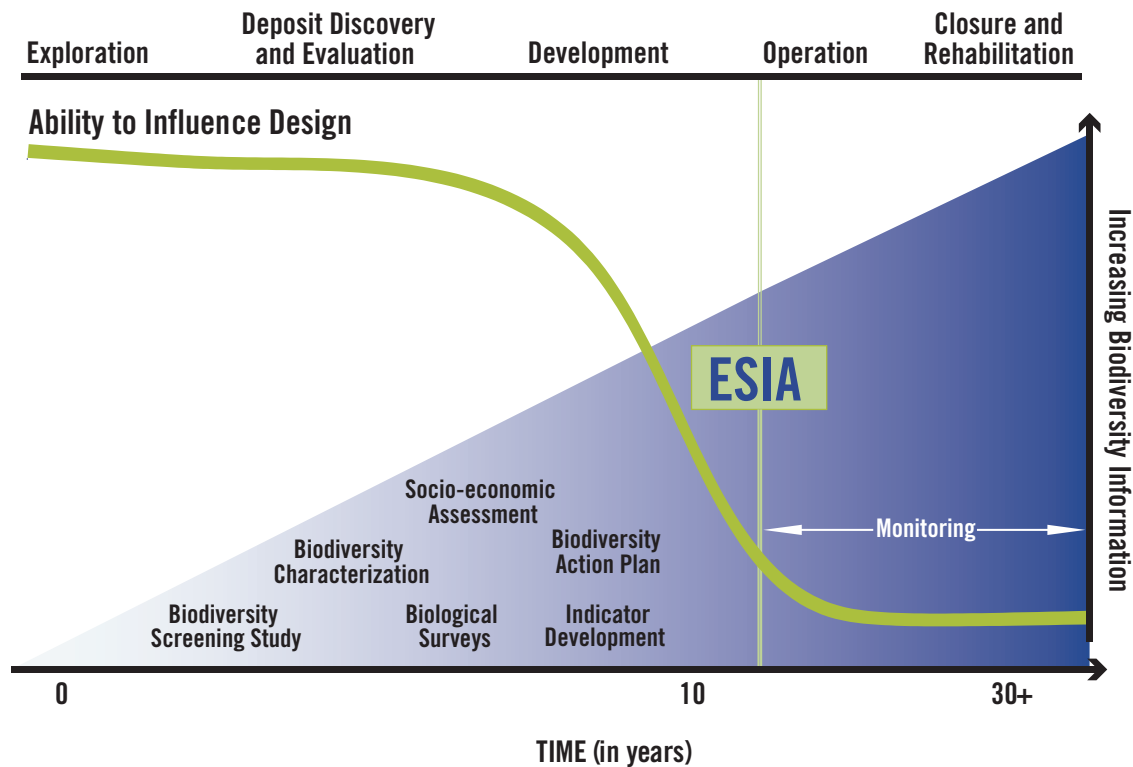 Exploration
Deposit Discovery
and Evaluation
Development
Operation
Closure and
Rehabilitation
Ability to Influence Design
Increasing Biodiversity Information
ESIA
Socio-economic
Assessment
Monitoring
Biodiversity
Action Plan
Biodiversity
Characterization
Biodiversity
Screening Study
Biological
Surveys
Indicator
Development
0
10
30+
TIME (in years)